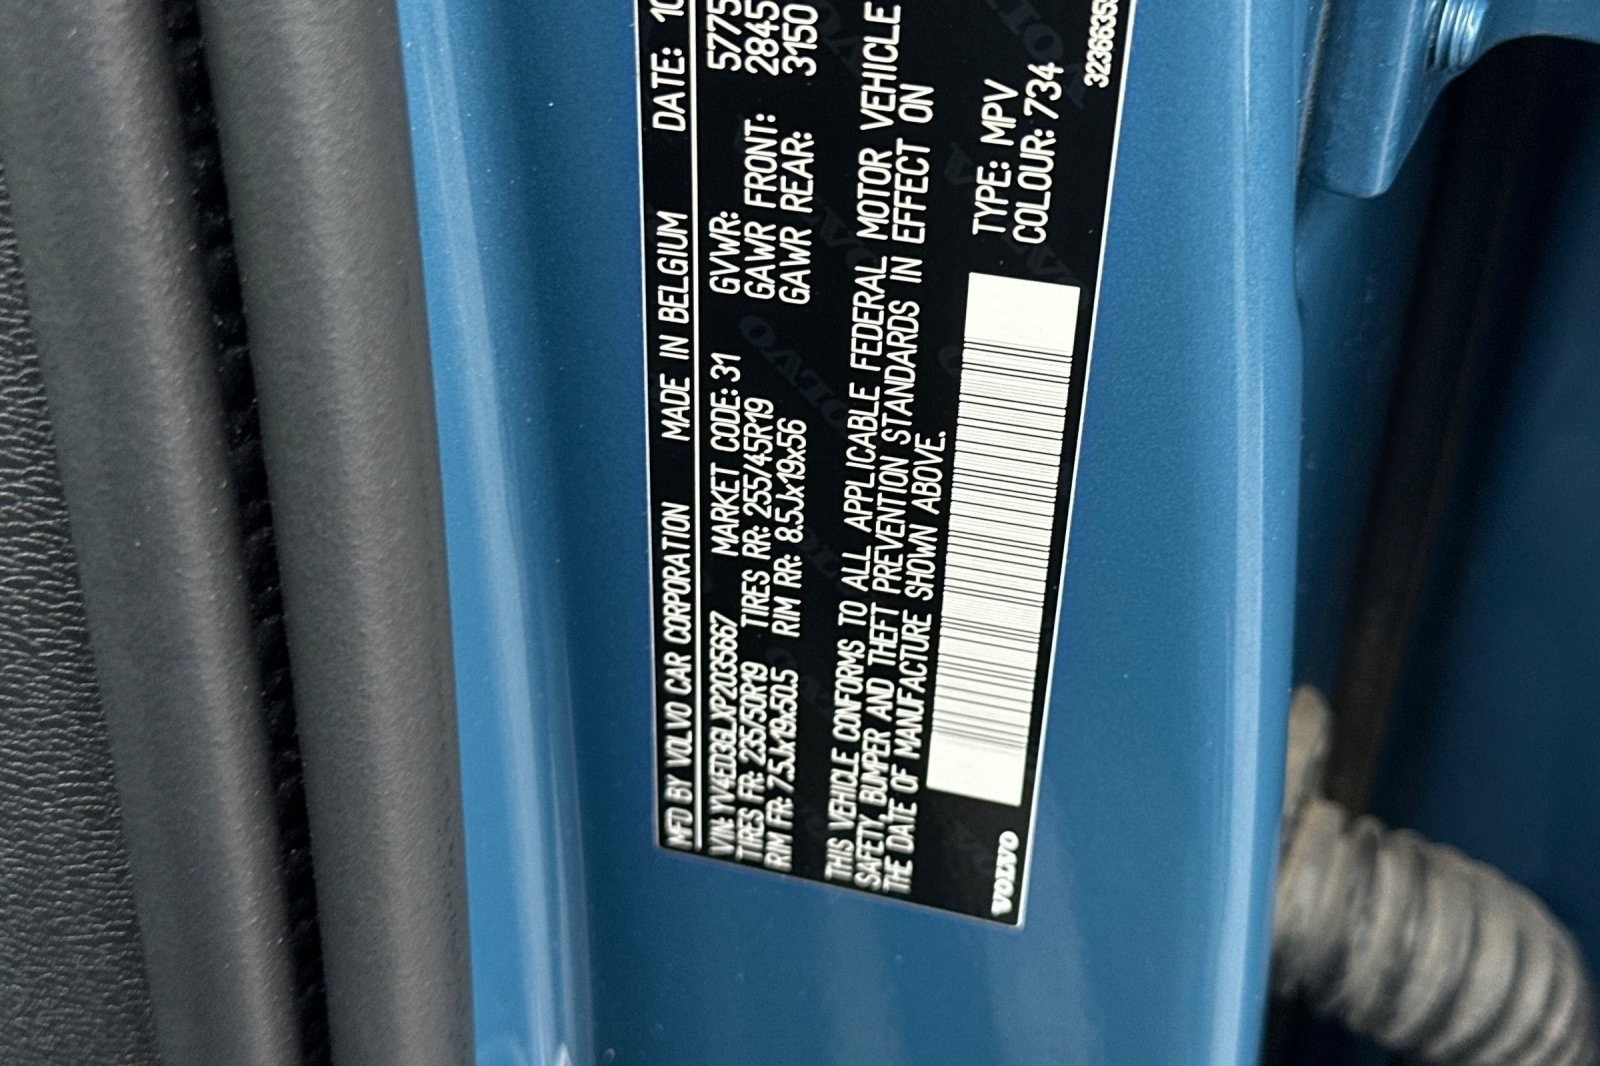 MFD BY VOLVO CAR CORPORATION MADE IN BELGIUM DATE: 10
VIN: YV4ED3GLXP2035667 MARKET CODE: 31 GVWR: 5775
TIRES FR: 235/50R19 TIRES RR: 255/45R19 GAWR FRONT: 2845
RIM FR: 7.5Jx19x50.5 RIM RR: 8.5Jx19x56 GAWR REAR: 3150
THIS VEHICLE CONFORMS TO ALL APPLICABLE FEDERAL MOTOR VEHICLE
SAFETY, BUMPER AND THEFT PREVENTION STANDARDS IN EFFECT ON
THE DATE OF MANUFACTURE SHOWN ABOVE.
TYPE: MPV
COLOUR: 734
VOLVO